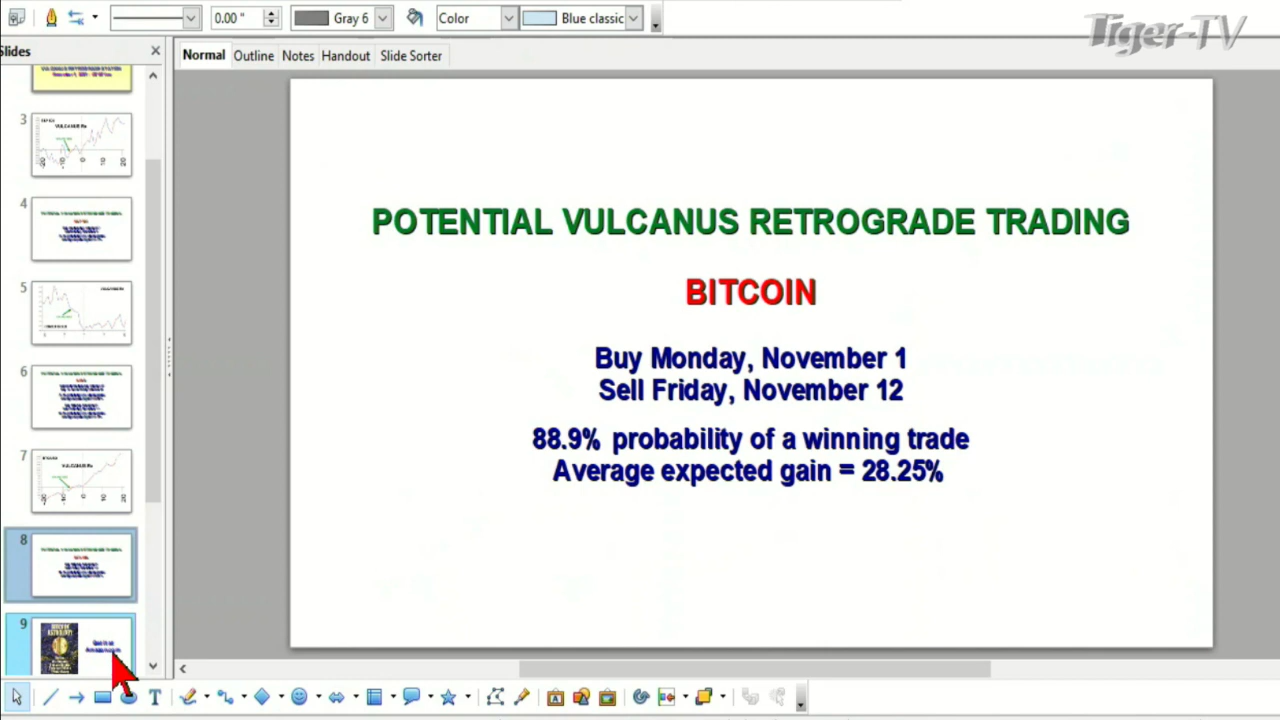 0.00 "
Gray 6
Color
Blue classic
Tiger-TV
Slides
Normal
Outline
Notes
Handout
Slide Sorter
3
4
5
6
7
8
9
POTENTIAL VULCANUS RETROGRADE TRADING
BITCOIN
Buy Monday, November 1
Sell Friday, November 12
88.9% probability of a winning trade
Average expected gain = 28.25%